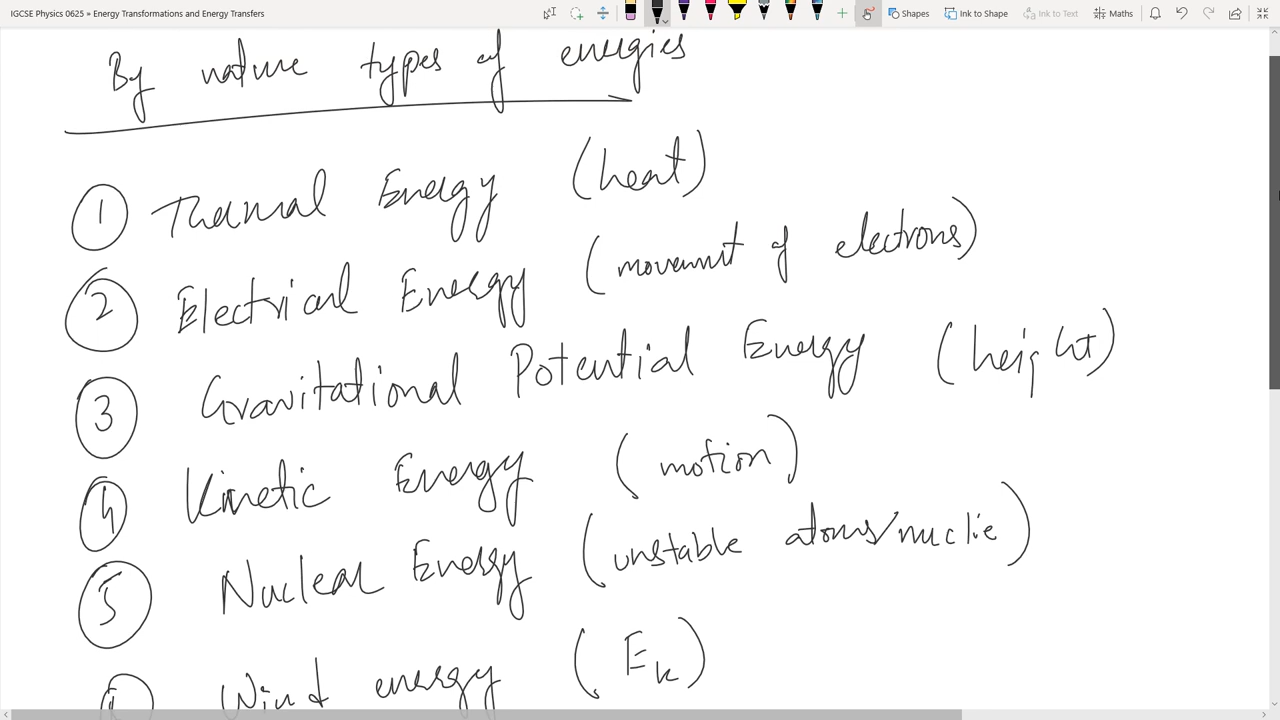 IGCSE Physics 0625 » Energy Transformations and Energy Transfers
Shapes Ink to Shape Ink to Text Maths
By nature types of energies
1 Thermal Energy (heat)
2 Electrical Energy (movement of electrons)
3 Gravitational Potential Energy (height)
4 Kinetic Energy (motion)
5 Nuclear Energy (unstable atoms/nuclie)
Wind energy (Ek)